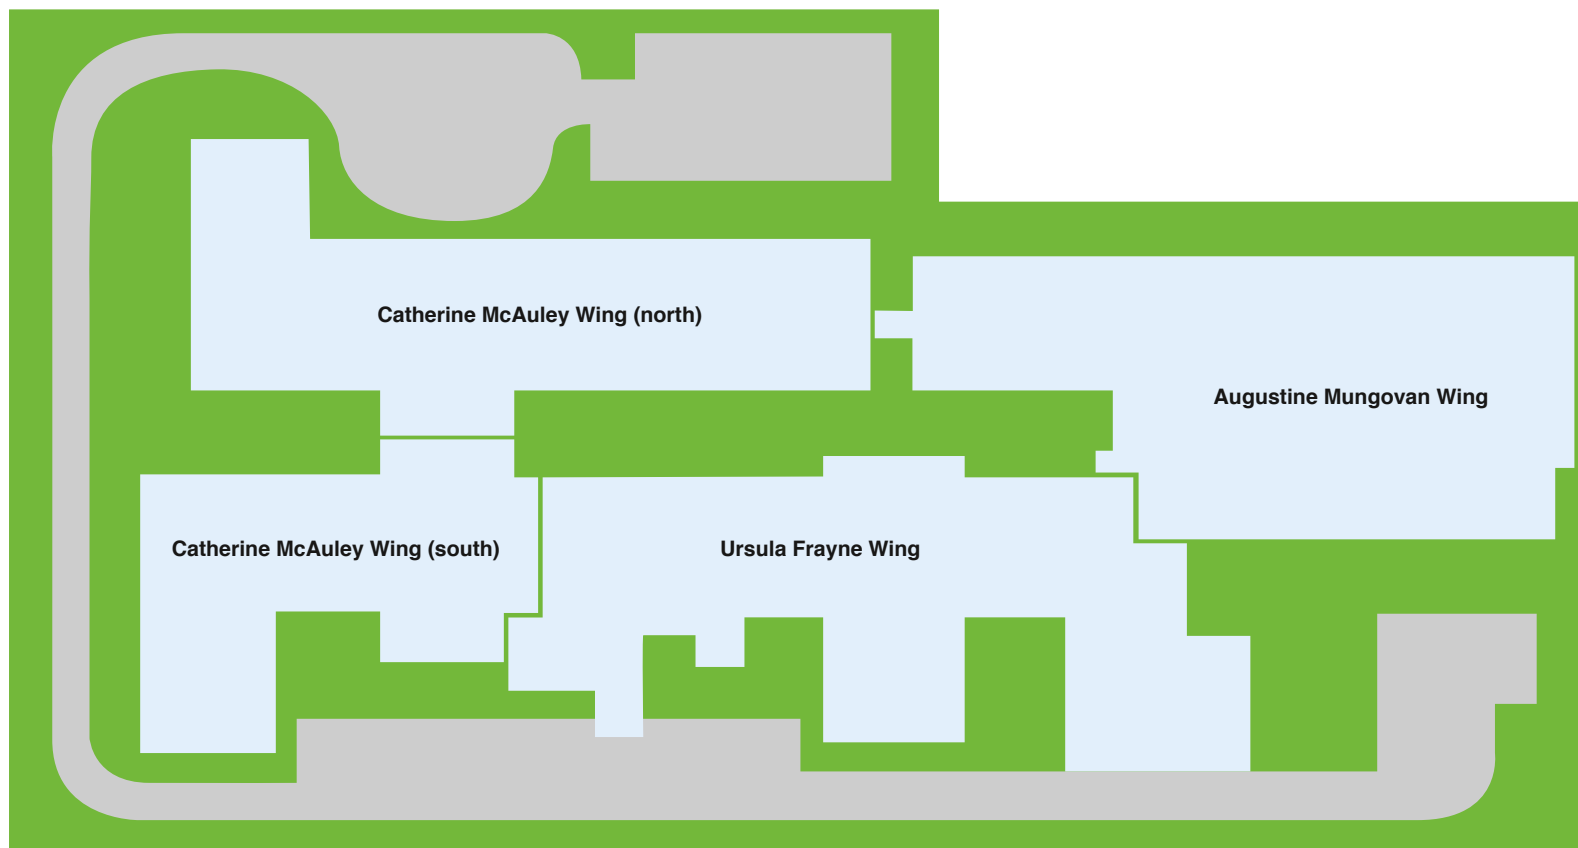 Catherine McAuley Wing (north)
Augustine Mungovan Wing
Catherine McAuley Wing (south)
Ursula Frayne Wing